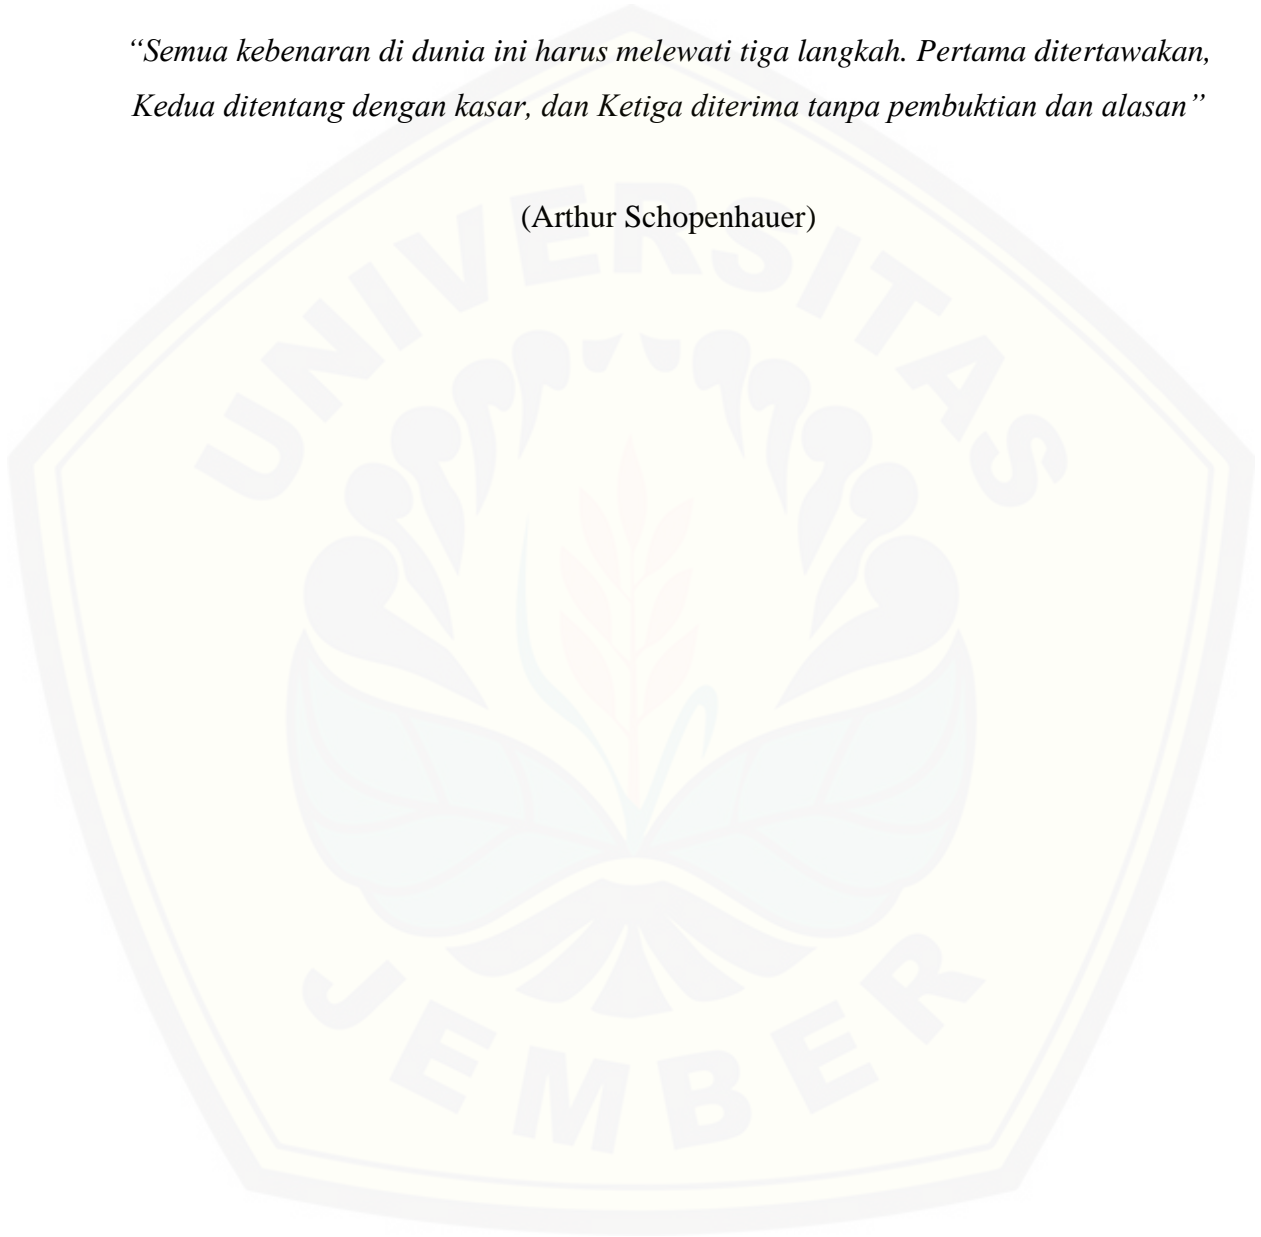 “Semua kebenaran di dunia ini harus melewati tiga langkah. Pertama ditertawakan,
Kedua ditentang dengan kasar, dan Ketiga diterima tanpa pembuktian dan alasan”
(Arthur Schopenhauer)
UNIVERSITAS
JEMBER